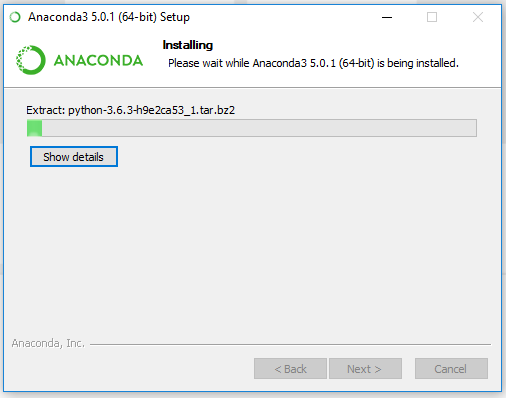 Anaconda3 5.0.1 (64-bit) Setup
ANACONDA
Installing
Please wait while Anaconda3 5.0.1 (64-bit) is being installed.
Extract: python-3.6.3-h9e2ca53_1.tar.bz2
Show details
Anaconda, Inc.
< Back
Next >
Cancel